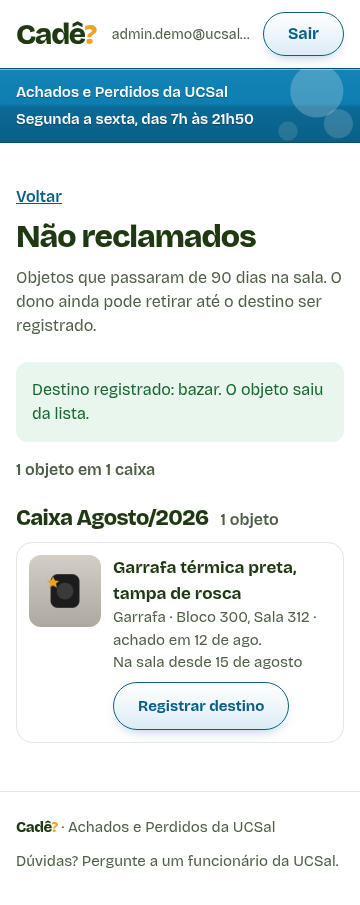 Cadê?
admin.demo@ucsal...
Sair
Achados e Perdidos da UCSal
Segunda a sexta, das 7h às 21h50
Voltar
Não reclamados
Objetos que passaram de 90 dias na sala. O
dono ainda pode retirar até o destino ser
registrado.
Destino registrado: bazar. O objeto saiu
da lista.
1 objeto em 1 caixa
Caixa Agosto/2026 1 objeto
Garrafa térmica preta,
tampa de rosca
Garrafa · Bloco 300, Sala 312 ·
achado em 12 de ago.
Na sala desde 15 de agosto
Registrar destino
Cadê? · Achados e Perdidos da UCSal
Dúvidas? Pergunte a um funcionário da UCSal.